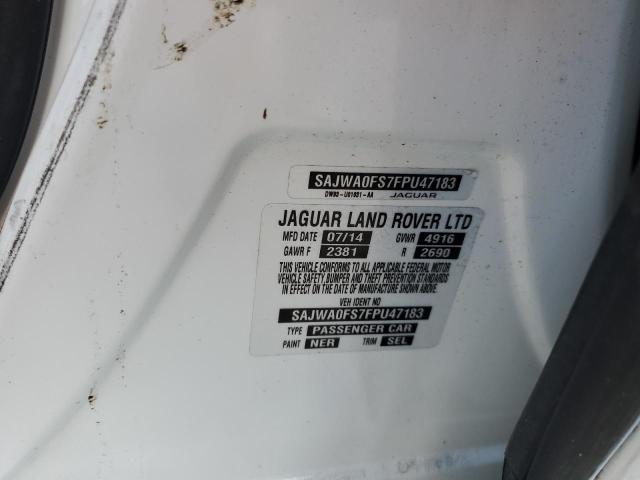 SAJWA0FS7FPU47183
DW93-U01681-AA JAGUAR
JAGUAR LAND ROVER LTD
MFD DATE 07/14 GVWR 4916
GAWR F 2381 R 2690
THIS VEHICLE CONFORMS TO ALL APPLICABLE FEDERAL MOTOR
VEHICLE SAFETY BUMPER AND THEFT PREVENTION STANDARDS
IN EFFECT ON THE DATE OF MANUFACTURE SHOWN ABOVE.
VEH IDENT NO
SAJWA0FS7FPU47183
TYPE PASSENGER CAR
PAINT NER TRIM SEL